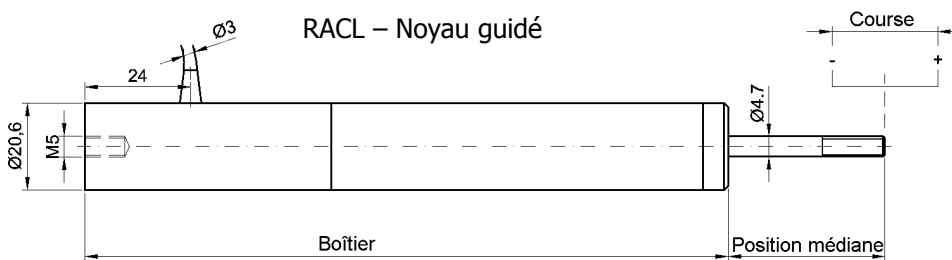 RACL – Noyau guidé
Course
- +
Ø3
24
Ø4.7
Ø20,6
M5
Boîtier
Position médiane